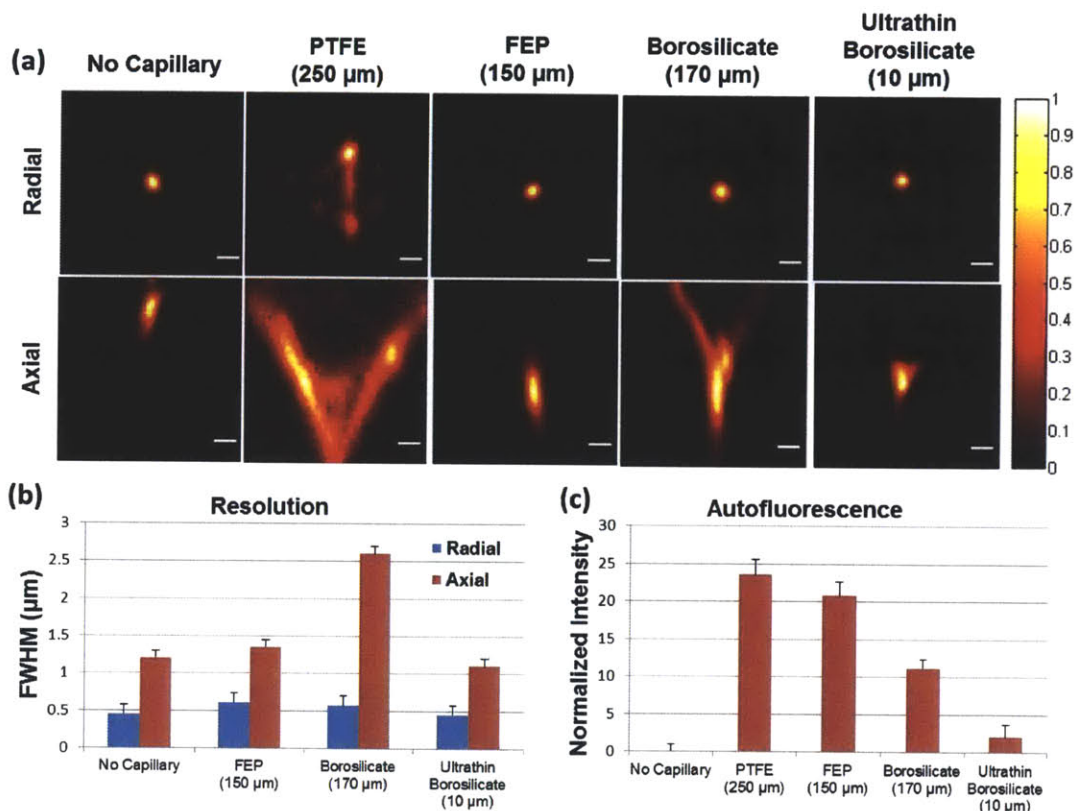 (a)
No Capillary
PTFE
(250 µm)
FEP
(150 µm)
Borosilicate
(170 µm)
Ultrathin
Borosilicate
(10 µm)
Radial
Axial
1
0.9
0.8
0.7
0.6
0.5
0.4
0.3
0.2
0.1
0
(b)
Resolution
FWHM (µm)
3
2.5
2
1.5
1
0.5
0
Radial
Axial
No Capillary
FEP
(150 µm)
Borosilicate
(170 µm)
Ultrathin
Borosilicate
(10 µm)
(c)
Autofluorescence
Normalized Intensity
30
25
20
15
10
5
0
No Capillary
PTFE
(250 µm)
FEP
(150 µm)
Borosilicate
(170 µm)
Ultrathin
Borosilicate
(10 µm)